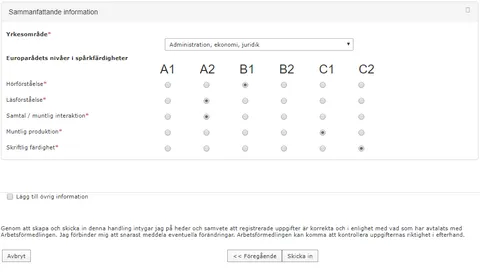 Sammanfattande information
Yrkesområde*
Administration, ekonomi, juridik
Europarådets nivåer i spårkfärdigheter
A1 A2 B1 B2 C1 C2
Hörförståelse*
Läsförståelse*
Samtal / muntlig interaktion*
Muntlig produktion*
Skriftlig färdighet*
Lägg till övrig information
Genom att skapa och skicka in denna handling intygar jag på heder och samvete att registrerade uppgifter är korrekta och i enlighet med vad som har avtalats med
Arbetsförmedlingen. Jag förbinder mig att snarast meddela eventuella förändringar. Arbetsförmedlingen kan komma att kontrollera uppgifternas riktighet i efterhand.
Avbryt << Föregående Skicka in